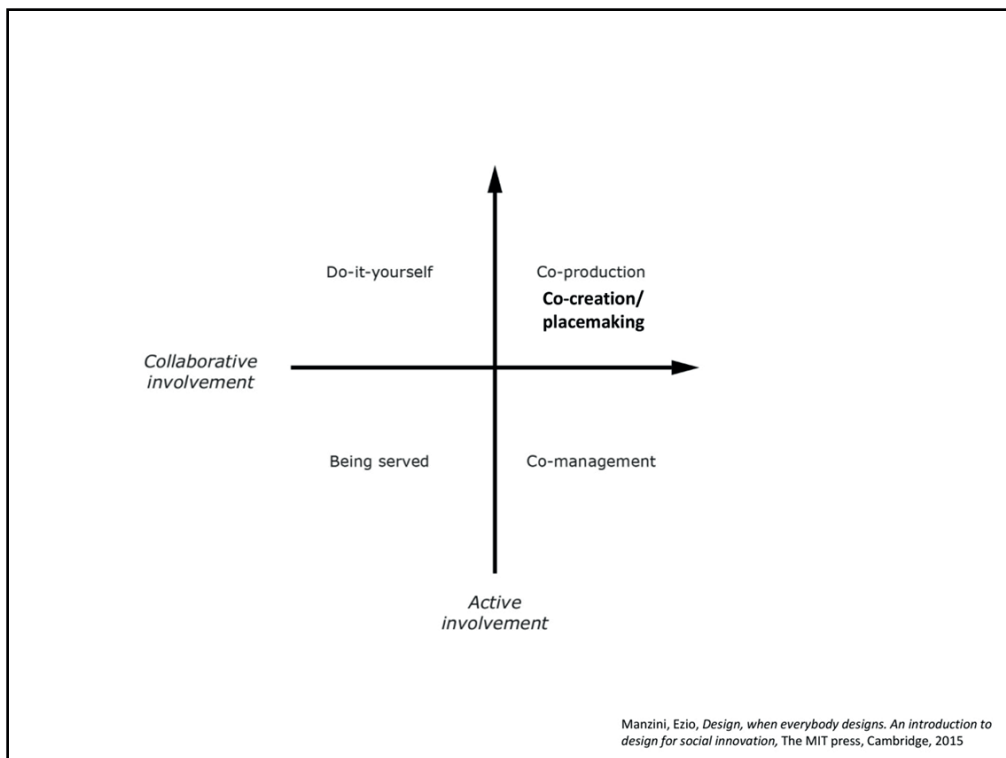 Do-it-yourself
Co-production
Co-creation/
placemaking
Collaborative
involvement
Being served
Co-management
Active
involvement
Manzini, Ezio, Design, when everybody designs. An introduction to
design for social innovation, The MIT press, Cambridge, 2015